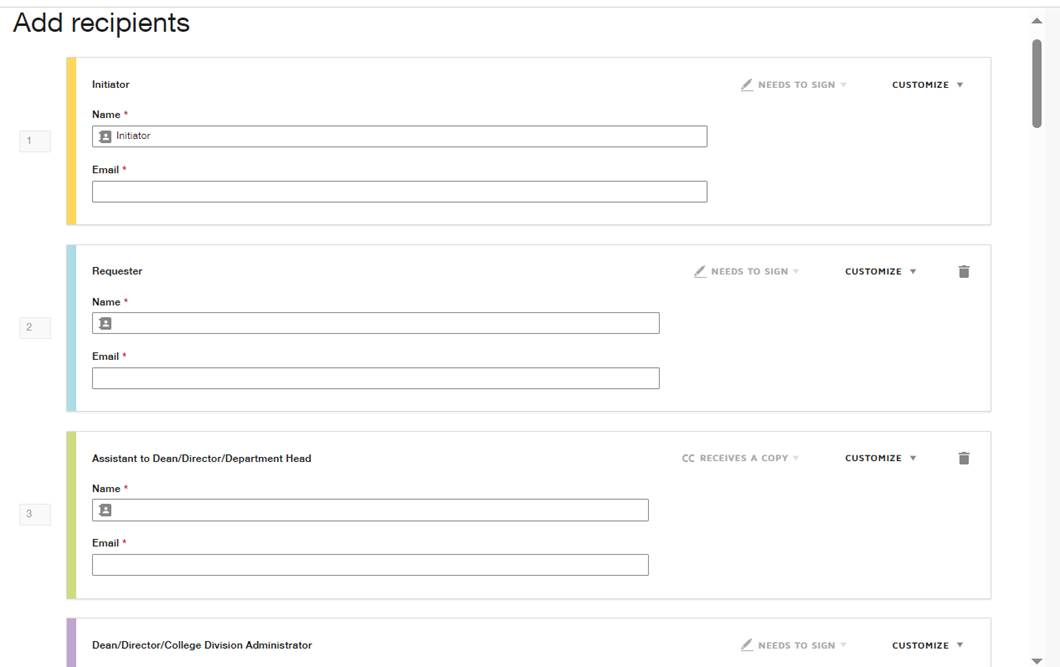 Add recipients
Initiator NEEDS TO SIGN CUSTOMIZE
Name *
1 Initiator
Email *
Requester NEEDS TO SIGN CUSTOMIZE
Name *
2
Email *
Assistant to Dean/Director/Department Head CC RECEIVES A COPY CUSTOMIZE
Name *
3
Email *
Dean/Director/College Division Administrator NEEDS TO SIGN CUSTOMIZE